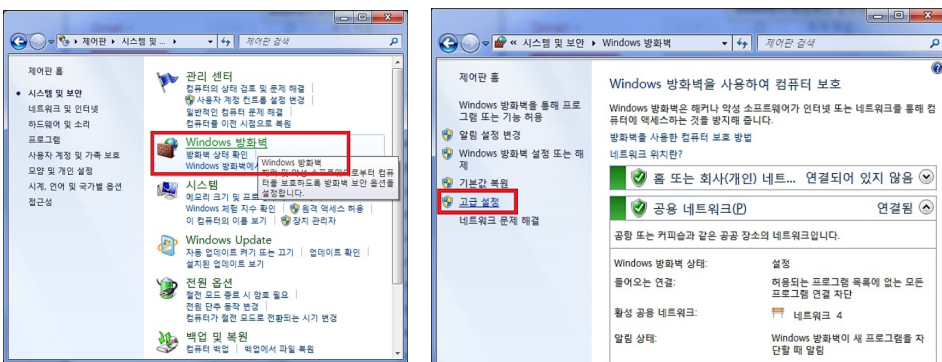 제어판 ▸ 시스템 및 ... ▸
제어판 검색
제어판 홈
시스템 및 보안
네트워크 및 인터넷
하드웨어 및 소리
프로그램
사용자 계정 및 가족 보호
모양 및 개인 설정
시계, 언어 및 국가별 옵션
접근성
관리 센터
컴퓨터의 상태 검토 및 문제 해결
사용자 계정 컨트롤 설정 변경
일반적인 컴퓨터 문제 해결
컴퓨터를 이전 시점으로 복원
Windows 방화벽
방화벽 상태 확인
Windows 방화벽에서
Windows 방화벽
로부터 컴퓨
터를 보호하도록 방화벽 보안 옵션을
설정합니다.
시스템
메모리 크기 및 프로
Windows 체험 지수 확인 원격 액세스 허용
이 컴퓨터의 이름 보기 장치 관리자
Windows Update
자동 업데이트 켜기 또는 끄기 업데이트 확인
설치된 업데이트 보기
전원 옵션
절전 모드 종료 시 암호 필요
전원 단추 동작 변경
컴퓨터가 절전 모드로 전환되는 시기 변경
백업 및 복원
컴퓨터 백업 백업에서 파일 복원
« 시스템 및 보안 ▸ Windows 방화벽
제어판 검색
제어판 홈
Windows 방화벽을 통해 프로
그램 또는 기능 허용
알림 설정 변경
Windows 방화벽 설정 또는 해
제
기본값 복원
고급 설정
네트워크 문제 해결
Windows 방화벽을 사용하여 컴퓨터 보호
Windows 방화벽은 해커나 악성 소프트웨어가 인터넷 또는 네트워크를 통해 컴
퓨터에 액세스하는 것을 방지해 줍니다.
방화벽을 사용한 컴퓨터 보호 방법
네트워크 위치란?
홈 또는 회사(개인) 네트... 연결되어 있지 않음
공용 네트워크(P) 연결됨
공항 또는 커피숍과 같은 공공 장소의 네트워크입니다.
Windows 방화벽 상태: 설정
들어오는 연결: 허용되는 프로그램 목록에 없는 모든
프로그램 연결 차단
활성 공용 네트워크: 네트워크 4
알림 상태: Windows 방화벽이 새 프로그램을 차
단할 때 알림